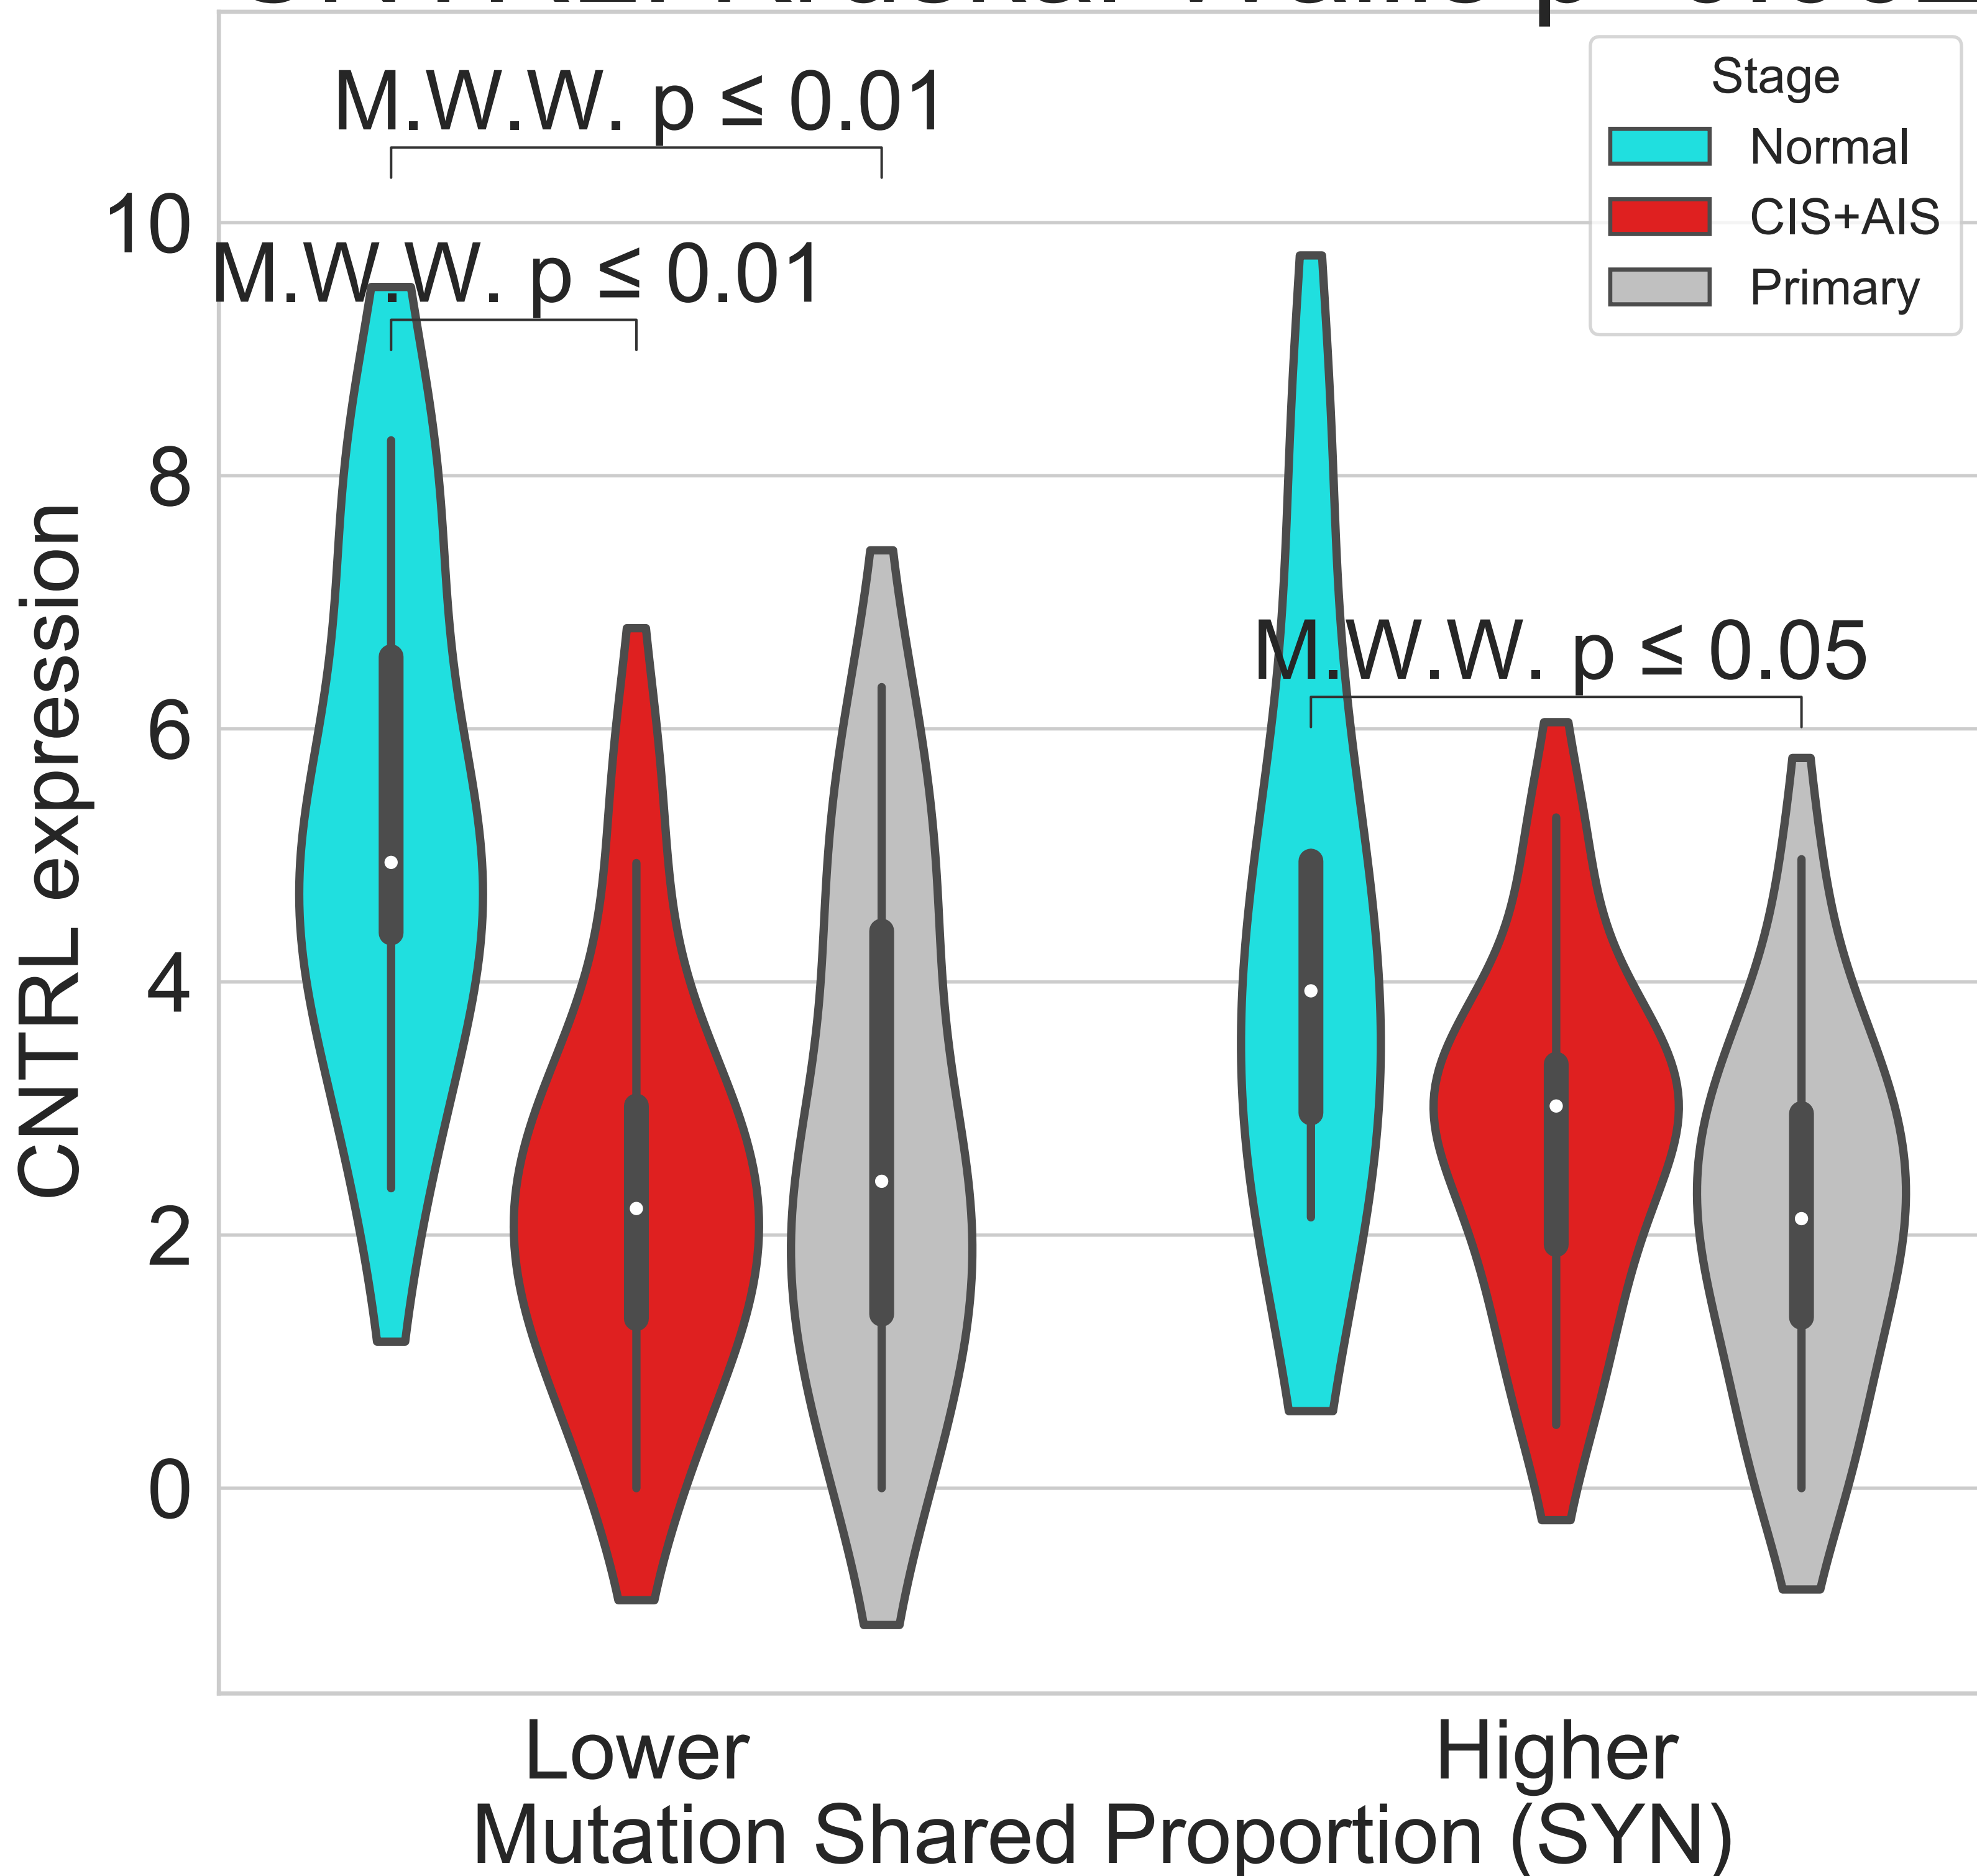 M.W.W. p ≤ 0.01
Stage
Normal
CIS+AIS
Primary
M.W.W. p ≤ 0.01
M.W.W. p ≤ 0.05
10
8
6
4
2
0
CNTRL expression
Lower
Higher
Mutation Shared Proportion (SYN)